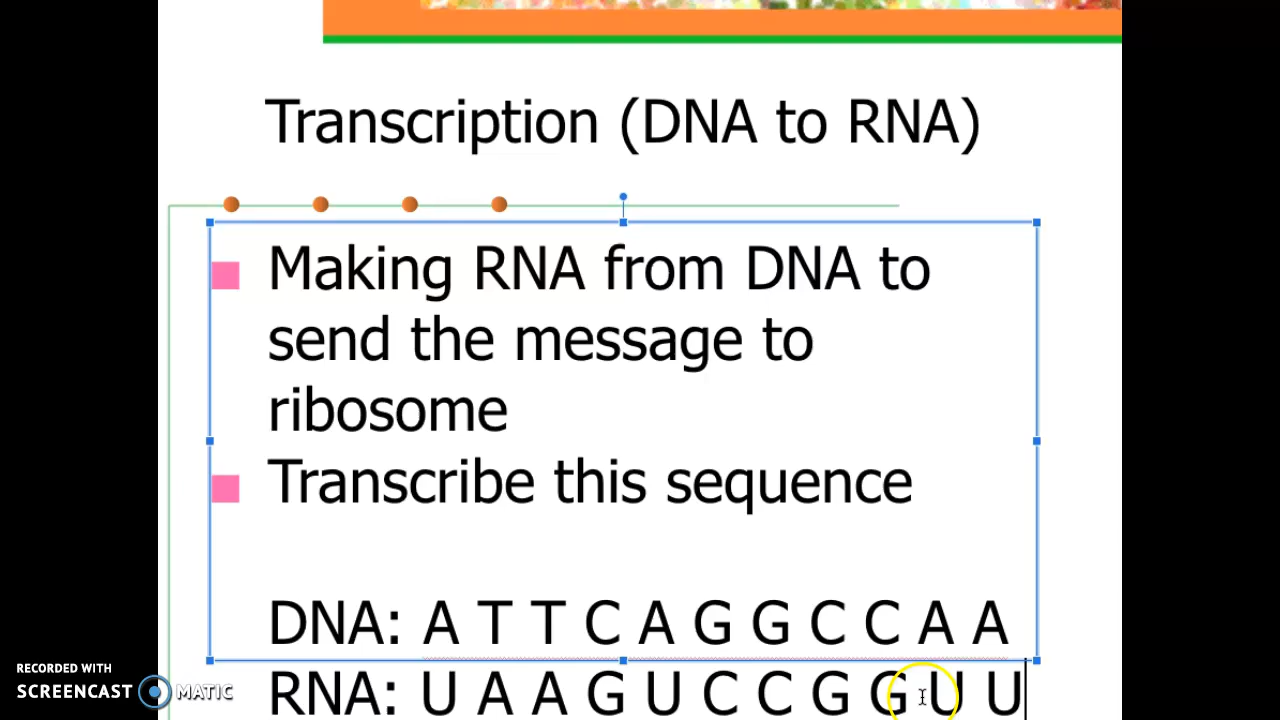 Transcription (DNA to RNA)
Making RNA from DNA to
send the message to
ribosome
Transcribe this sequence
DNA: A T T C A G G C C A A
RNA: U A A G U C C G G U U
RECORDED WITH
SCREENCAST MATIC